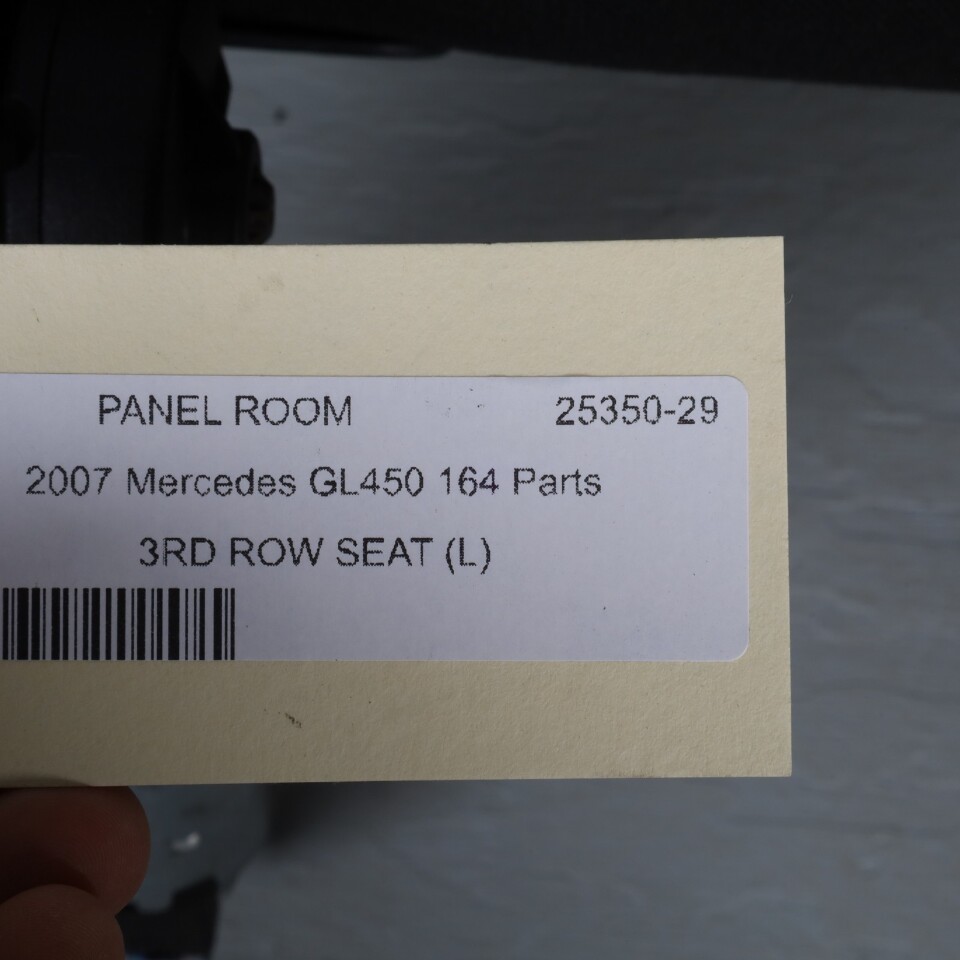 PANEL ROOM 25350-29
2007 Mercedes GL450 164 Parts
3RD ROW SEAT (L)